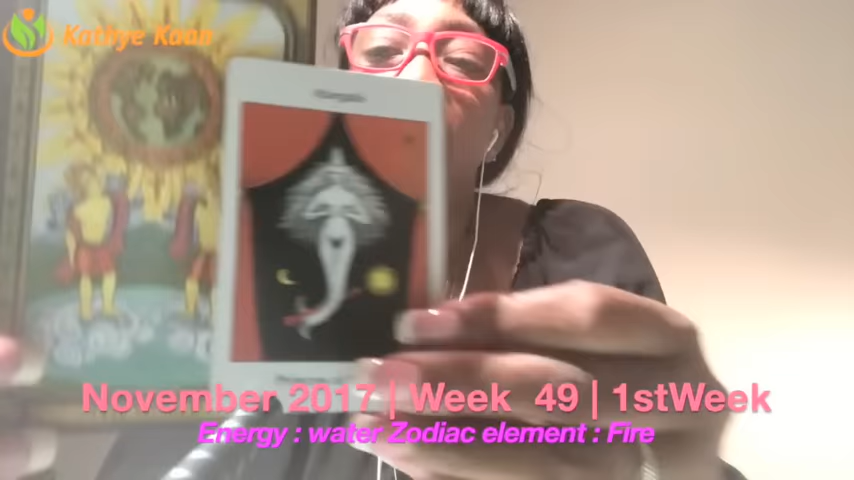 Kathye Kaan
November 2017 | Week 49 | 1stWeek
Energy : water Zodiac element : Fire